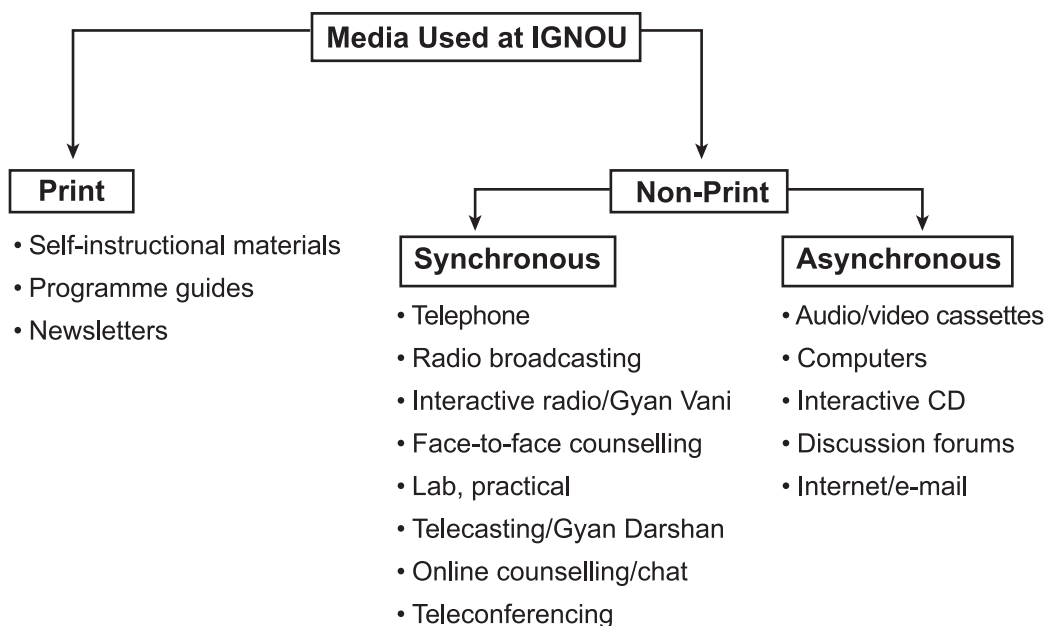 Media Used at IGNOU
Print
• Self-instructional materials
• Programme guides
• Newsletters
Non-Print
Synchronous
• Telephone
• Radio broadcasting
• Interactive radio/Gyan Vani
• Face-to-face counselling
• Lab, practical
• Telecasting/Gyan Darshan
• Online counselling/chat
• Teleconferencing
Asynchronous
• Audio/video cassettes
• Computers
• Interactive CD
• Discussion forums
• Internet/e-mail